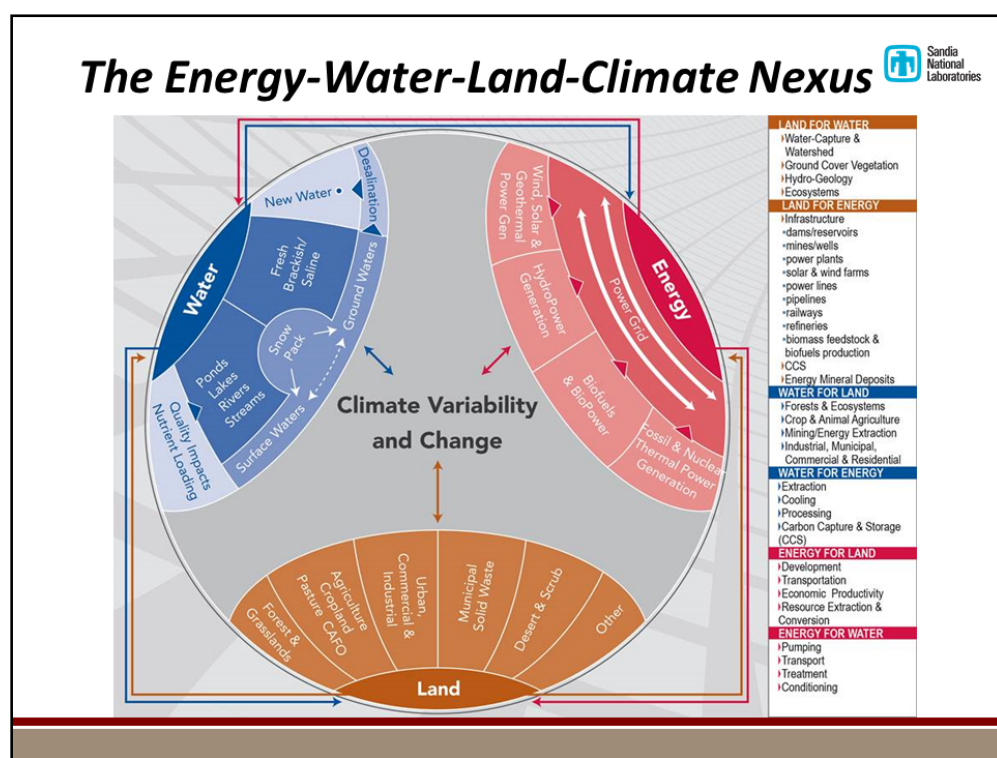 The Energy-Water-Land-Climate Nexus
Sandia
National
Laboratories
Water
New Water
Desalination
Fresh
Brackish/
Saline
Ground Waters
Snow
Pack
Ponds
Lakes
Rivers
Streams
Surface Waters
Quality Impacts
Nutrient Loading
Energy
Wind, Solar &
Geothermal
Power Gen
Power Grid
HydroPower
Generation
Biofuels
& BioPower
Fossil & Nuclear
Thermal Power
Generation
Climate Variability
and Change
Forest &
Grasslands
Agriculture
Cropland
Pasture CAFO
Urban,
Commercial &
Industrial
Municipal
Solid Waste
Desert & Scrub
Other
Land
LAND FOR WATER
Water-Capture &
Watershed
Ground Cover Vegetation
Hydro-Geology
Ecosystems
LAND FOR ENERGY
Infrastructure
•dams/reservoirs
•mines/wells
•power plants
•solar & wind farms
•power lines
•pipelines
•railways
•refineries
•biomass feedstock &
biofuels production
CCS
Energy Mineral Deposits
WATER FOR LAND
Forests & Ecosystems
Crop & Animal Agriculture
Mining/Energy Extraction
Industrial, Municipal,
Commercial & Residential
WATER FOR ENERGY
Extraction
Cooling
Processing
Carbon Capture & Storage
(CCS)
ENERGY FOR LAND
Development
Transportation
Economic Productivity
Resource Extraction &
Conversion
ENERGY FOR WATER
Pumping
Transport
Treatment
Conditioning